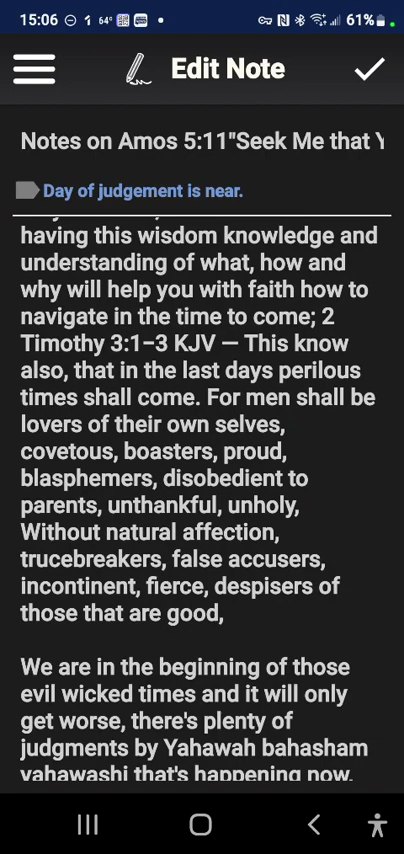 15:06 64° 61%
Edit Note
Notes on Amos 5:11"Seek Me that Y
Day of judgement is near.
having this wisdom knowledge and
understanding of what, how and
why will help you with faith how to
navigate in the time to come; 2
Timothy 3:1–3 KJV — This know
also, that in the last days perilous
times shall come. For men shall be
lovers of their own selves,
covetous, boasters, proud,
blasphemers, disobedient to
parents, unthankful, unholy,
Without natural affection,
trucebreakers, false accusers,
incontinent, fierce, despisers of
those that are good,
We are in the beginning of those
evil wicked times and it will only
get worse, there's plenty of
judgments by Yahawah bahasham
yahawashi that's happening now.